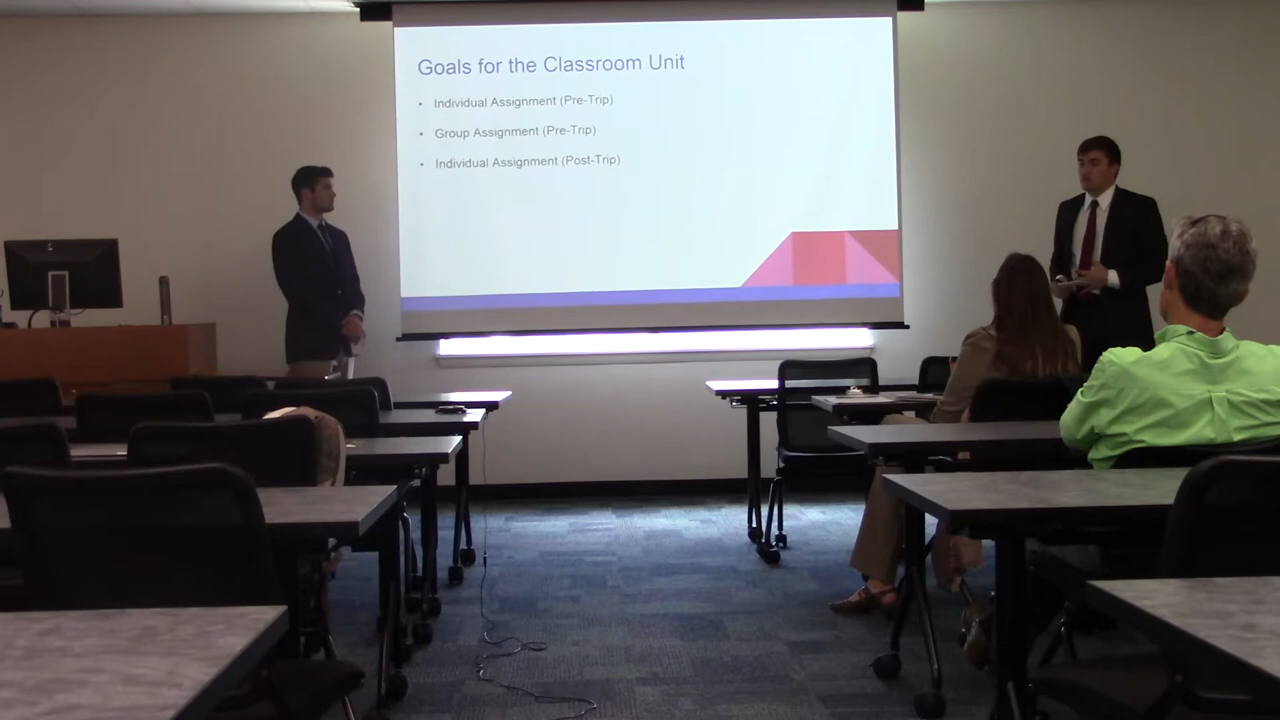 Goals for the Classroom Unit
• Individual Assignment (Pre-Trip)
• Group Assignment (Pre-Trip)
• Individual Assignment (Post-Trip)